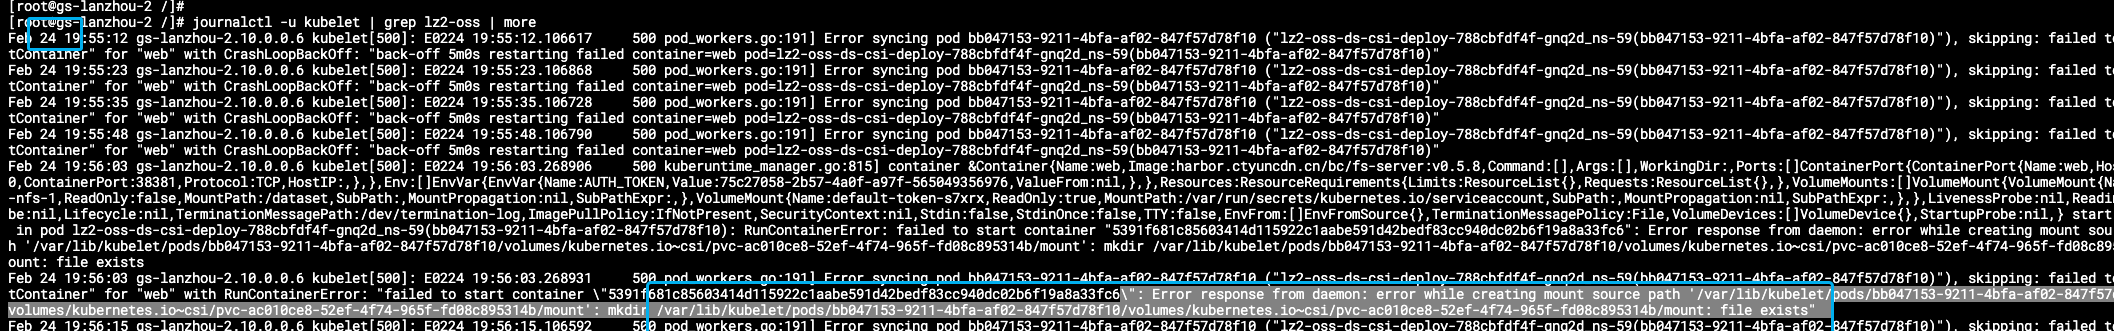 [root@gs-lanzhou-2 /]#
[root@gs-lanzhou-2 /]# journalctl -u kubelet | grep lz2-oss | more
Feb 24 19:55:12 gs-lanzhou-2.10.0.0.6 kubelet[500]: E0224 19:55:12.106617     500 pod_workers.go:191] Error syncing pod bb047153-9211-4bfa-af02-847f57d78f10 ("lz2-oss-ds-csi-deploy-788cbfdf4f-gnq2d_ns-59(bb047153-9211-4bfa-af02-847f57d78f10)"), skipping: failed to
tContainer" for "web" with CrashLoopBackOff: "back-off 5m0s restarting failed container=web pod=lz2-oss-ds-csi-deploy-788cbfdf4f-gnq2d_ns-59(bb047153-9211-4bfa-af02-847f57d78f10)"
Feb 24 19:55:23 gs-lanzhou-2.10.0.0.6 kubelet[500]: E0224 19:55:23.106868     500 pod_workers.go:191] Error syncing pod bb047153-9211-4bfa-af02-847f57d78f10 ("lz2-oss-ds-csi-deploy-788cbfdf4f-gnq2d_ns-59(bb047153-9211-4bfa-af02-847f57d78f10)"), skipping: failed to
tContainer" for "web" with CrashLoopBackOff: "back-off 5m0s restarting failed container=web pod=lz2-oss-ds-csi-deploy-788cbfdf4f-gnq2d_ns-59(bb047153-9211-4bfa-af02-847f57d78f10)"
Feb 24 19:55:35 gs-lanzhou-2.10.0.0.6 kubelet[500]: E0224 19:55:35.106728     500 pod_workers.go:191] Error syncing pod bb047153-9211-4bfa-af02-847f57d78f10 ("lz2-oss-ds-csi-deploy-788cbfdf4f-gnq2d_ns-59(bb047153-9211-4bfa-af02-847f57d78f10)"), skipping: failed to
tContainer" for "web" with CrashLoopBackOff: "back-off 5m0s restarting failed container=web pod=lz2-oss-ds-csi-deploy-788cbfdf4f-gnq2d_ns-59(bb047153-9211-4bfa-af02-847f57d78f10)"
Feb 24 19:55:48 gs-lanzhou-2.10.0.0.6 kubelet[500]: E0224 19:55:48.106790     500 pod_workers.go:191] Error syncing pod bb047153-9211-4bfa-af02-847f57d78f10 ("lz2-oss-ds-csi-deploy-788cbfdf4f-gnq2d_ns-59(bb047153-9211-4bfa-af02-847f57d78f10)"), skipping: failed to
tContainer" for "web" with CrashLoopBackOff: "back-off 5m0s restarting failed container=web pod=lz2-oss-ds-csi-deploy-788cbfdf4f-gnq2d_ns-59(bb047153-9211-4bfa-af02-847f57d78f10)"
Feb 24 19:56:03 gs-lanzhou-2.10.0.0.6 kubelet[500]: E0224 19:56:03.268906     500 kuberuntime_manager.go:815] container &Container{Name:web,Image:harbor.ctyuncdn.cn/bc/fs-server:v0.5.8,Command:[],Args:[],WorkingDir:,Ports:[]ContainerPort{ContainerPort{Name:web,Hos
0,ContainerPort:38381,Protocol:TCP,HostIP:,},},Env:[]EnvVar{EnvVar{Name:AUTH_TOKEN,Value:75c27058-2b57-4a0f-a97f-565049356976,ValueFrom:nil,},},Resources:ResourceRequirements{Limits:ResourceList{},Requests:ResourceList{},},VolumeMounts:[]VolumeMount{VolumeMount{Na
-nfs-1,ReadOnly:false,MountPath:/dataset,SubPath:,MountPropagation:nil,SubPathExpr:,},VolumeMount{Name:default-token-s7xrx,ReadOnly:true,MountPath:/var/run/secrets/kubernetes.io/serviceaccount,SubPath:,MountPropagation:nil,SubPathExpr:,},},LivenessProbe:nil,Readin
be:nil,Lifecycle:nil,TerminationMessagePath:/dev/termination-log,ImagePullPolicy:IfNotPresent,SecurityContext:nil,Stdin:false,StdinOnce:false,TTY:false,EnvFrom:[]EnvFromSource{},TerminationMessagePolicy:File,VolumeDevices:[]VolumeDevice{},StartupProbe:nil,} start
in pod lz2-oss-ds-csi-deploy-788cbfdf4f-gnq2d_ns-59(bb047153-9211-4bfa-af02-847f57d78f10): RunContainerError: failed to start container "5391f681c85603414d115922c1aabe591d42bedf83cc940dc02b6f19a8a33fc6": Error response from daemon: error while creating mount sou
h '/var/lib/kubelet/pods/bb047153-9211-4bfa-af02-847f57d78f10/volumes/kubernetes.io~csi/pvc-ac010ce8-52ef-4f74-965f-fd08c895314b/mount': mkdir /var/lib/kubelet/pods/bb047153-9211-4bfa-af02-847f57d78f10/volumes/kubernetes.io~csi/pvc-ac010ce8-52ef-4f74-965f-fd08c89
ount: file exists
Feb 24 19:56:03 gs-lanzhou-2.10.0.0.6 kubelet[500]: E0224 19:56:03.268931     500 pod_workers.go:191] Error syncing pod bb047153-9211-4bfa-af02-847f57d78f10 ("lz2-oss-ds-csi-deploy-788cbfdf4f-gnq2d_ns-59(bb047153-9211-4bfa-af02-847f57d78f10)"), skipping: failed to
tContainer" for "web" with RunContainerError: "failed to start container \"5391f681c85603414d115922c1aabe591d42bedf83cc940dc02b6f19a8a33fc6\": Error response from daemon: error while creating mount source path '/var/lib/kubelet/pods/bb047153-9211-4bfa-af02-847f57d7
volumes/kubernetes.io~csi/pvc-ac010ce8-52ef-4f74-965f-fd08c895314b/mount': mkdir /var/lib/kubelet/pods/bb047153-9211-4bfa-af02-847f57d78f10/volumes/kubernetes.io~csi/pvc-ac010ce8-52ef-4f74-965f-fd08c895314b/mount: file exists"
Feb 24 19:56:15 gs-lanzhou-2.10.0.0.6 kubelet[500]: E0224 19:56:15.106592     500 pod_workers.go:191] Error syncing pod bb047153-9211-4bfa-af02-847f57d78f10 ("lz2-oss-ds-csi-deploy-788cbfdf4f-gnq2d_ns-59(bb047153-9211-4bfa-af02-847f57d78f10)"), skipping: failed to